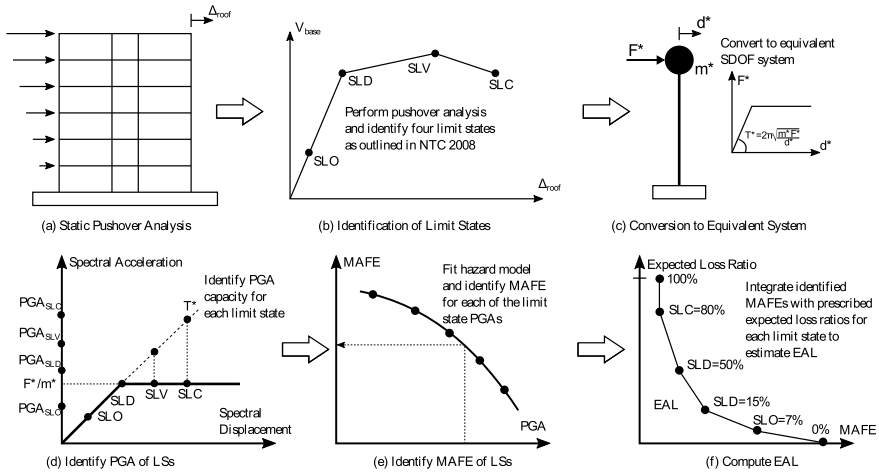 Δroof
(a) Static Pushover Analysis
Vbase
SLD
SLV
SLC
SLO
Perform pushover analysis
and identify four limit states
as outlined in NTC 2008
Δroof
(b) Identification of Limit States
d*
F*
m*
Convert to equivalent
SDOF system
F*
T*=2π√m*F*/d*
d*
(c) Conversion to Equivalent System
Spectral Acceleration
Identify PGA
capacity for
each limit state
T*
PGASLC
PGASLV
PGASLD
F*/m*
PGASLO
SLD
SLV
SLC
SLO
Spectral
Displacement
(d) Identify PGA of LSs
MAFE
Fit hazard model
and identify MAFE
for each of the limit
state PGAs
PGA
(e) Identify MAFE of LSs
Expected Loss Ratio
100%
SLC=80%
Integrate identified
MAFEs with prescribed
expected loss ratios for
each limit state to
estimate EAL
SLD=50%
EAL
SLD=15%
SLO=7%
0%
MAFE
(f) Compute EAL